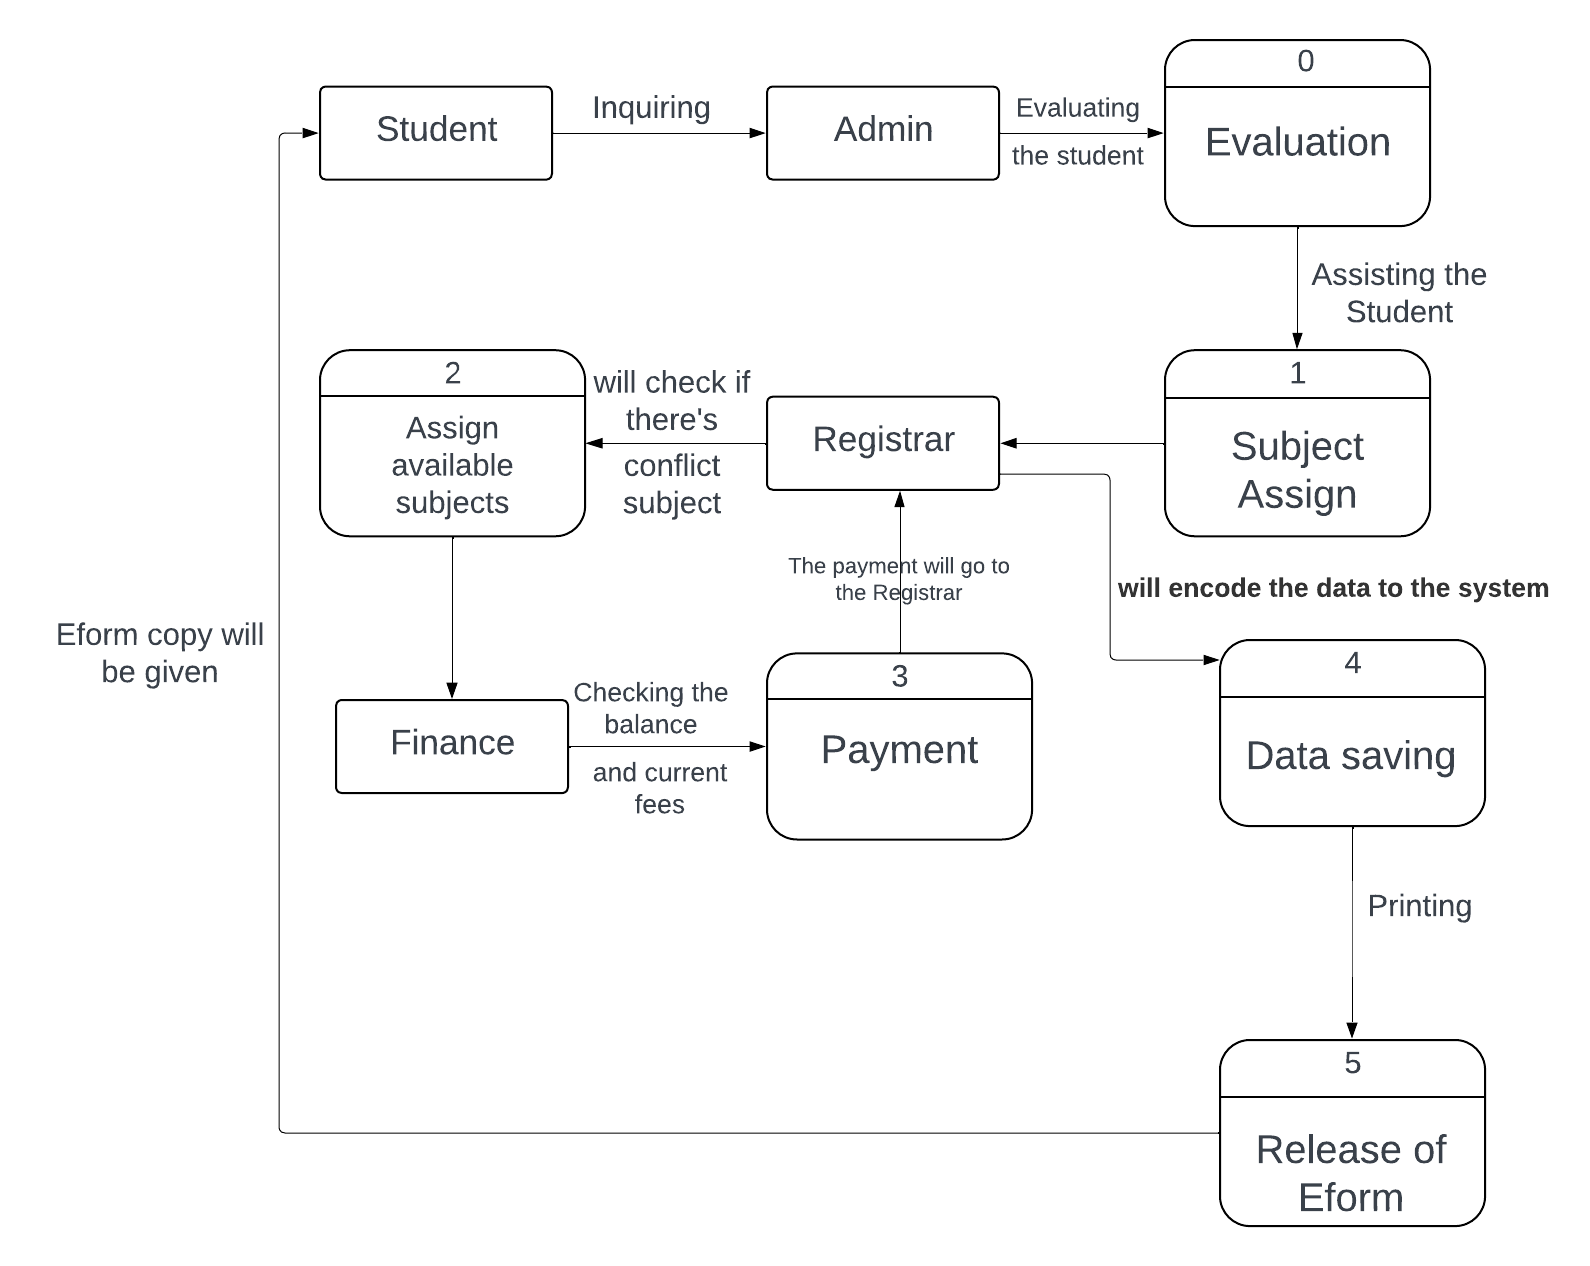 0
Student
Inquiring
Admin
Evaluating
the student
Evaluation
Assisting the
Student
2
Assign
available
subjects
will check if
there's
conflict
subject
Registrar
1
Subject
Assign
The payment will go to
the Registrar
will encode the data to the system
Eform copy will
be given
Finance
Checking the
balance
and current
fees
3
Payment
4
Data saving
Printing
5
Release of
Eform